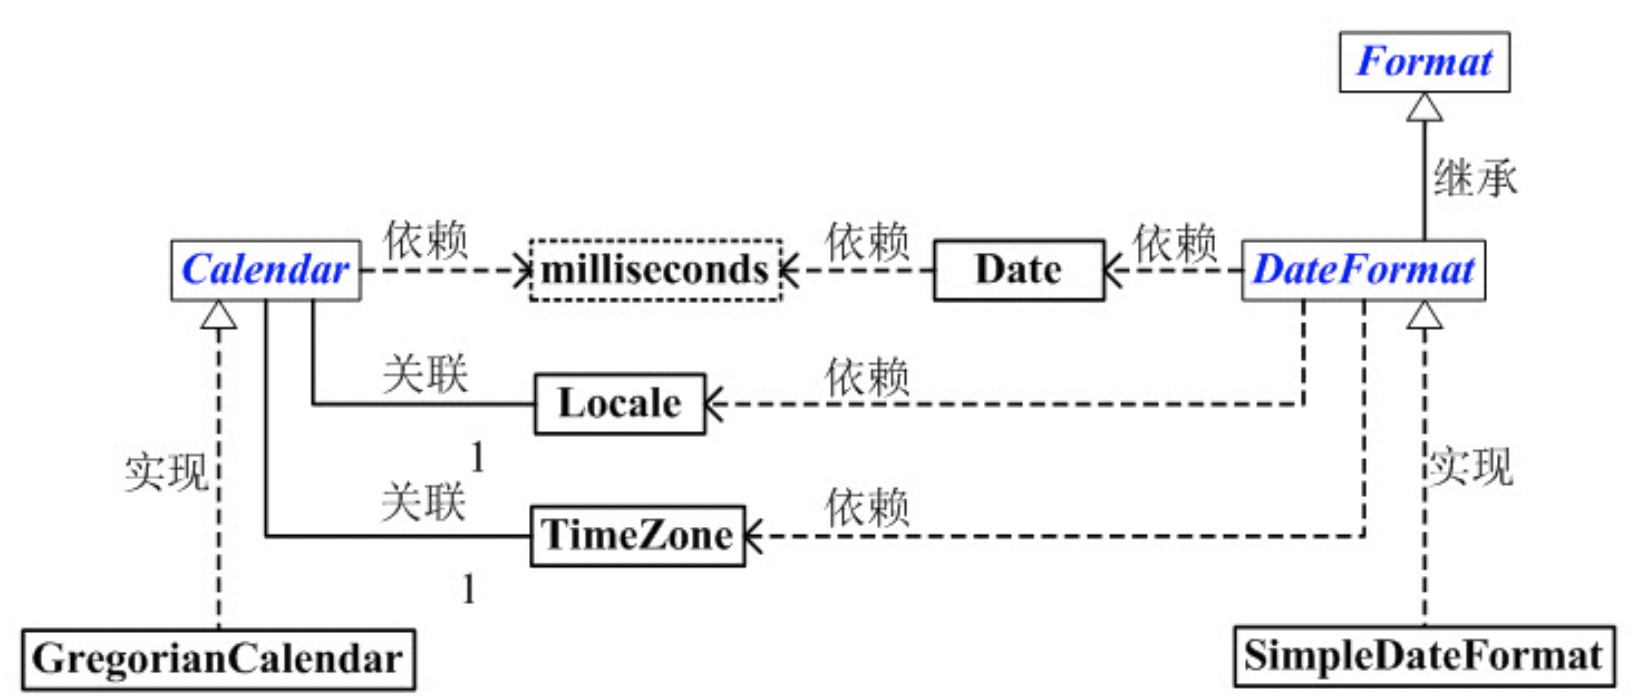 Format
继承
依赖
依赖
依赖
Calendar
milliseconds
Date
DateFormat
关联
依赖
Locale
1
实现
实现
关联
依赖
TimeZone
1
GregorianCalendar
SimpleDateFormat